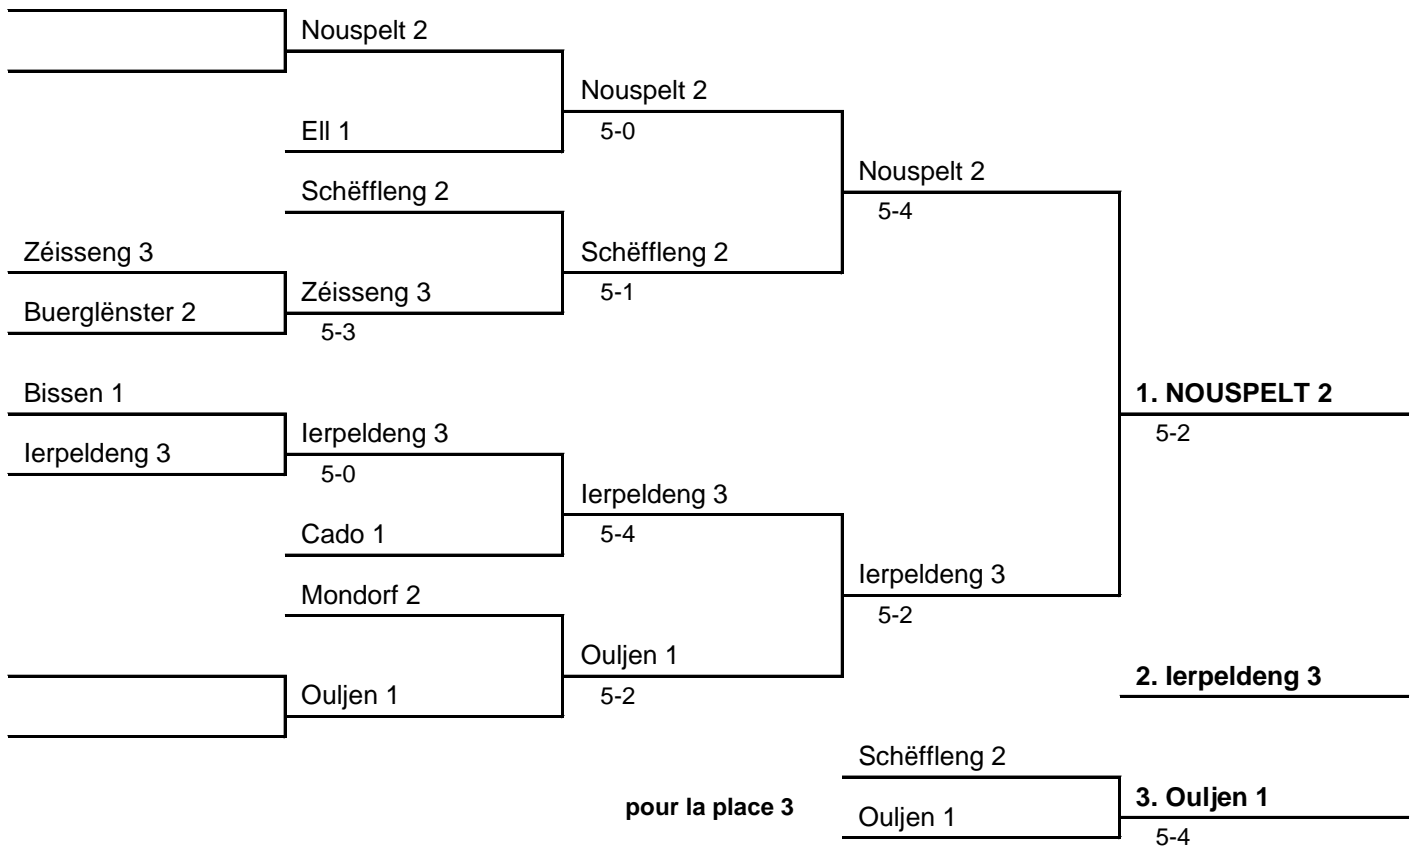 Nouspelt 2
Nouspelt 2
5-0
Ell 1
Nouspelt 2
5-4
Schëffleng 2
Zéisseng 3
Schëffleng 2
5-1
Zéisseng 3
Buerglënster 2
5-3
Bissen 1
1. NOUSPELT 2
5-2
Ierpeldeng 3
Ierpeldeng 3
5-0
Ierpeldeng 3
5-4
Cado 1
Ierpeldeng 3
5-2
Mondorf 2
Ouljen 1
5-2
Ouljen 1
2. Ierpeldeng 3
Schëffleng 2
pour la place 3
3. Ouljen 1
Ouljen 1
5-4